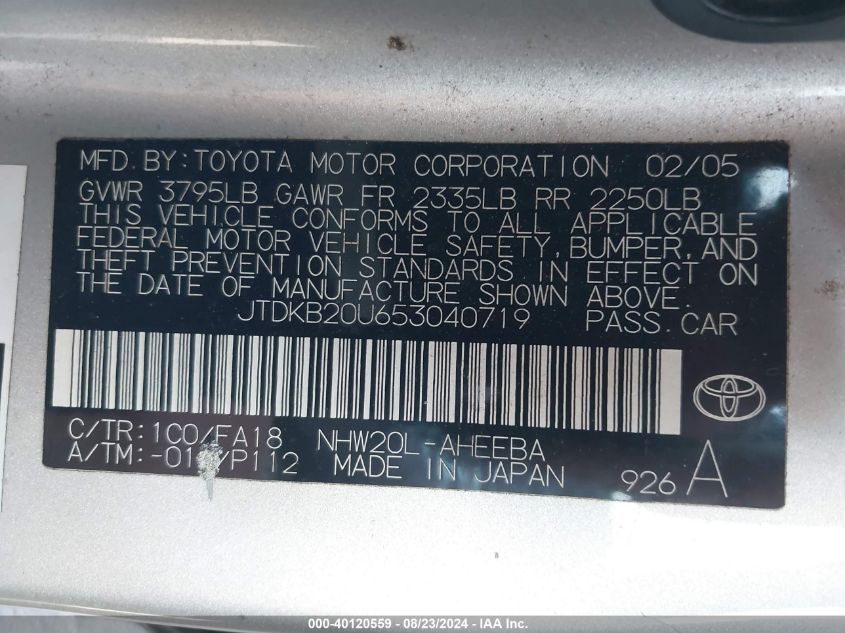 MFD. BY: TOYOTA MOTOR CORPORATION 02/05
GVWR 3795LB GAWR FR 2335LB RR 2250LB
THIS VEHICLE CONFORMS TO ALL APPLICABLE
FEDERAL MOTOR VEHICLE SAFETY, BUMPER, AND
THEFT PREVENTION STANDARDS IN EFFECT ON
THE DATE OF MANUFACTURE SHOWN ABOVE.
JTDKB20U653040719 PASS. CAR
C/TR: 1C0/FA18 NHW20L-AHEEBA
A/TM: P112 MADE IN JAPAN 926 A
000-40120559 - 08/23/2024 - IAA Inc.